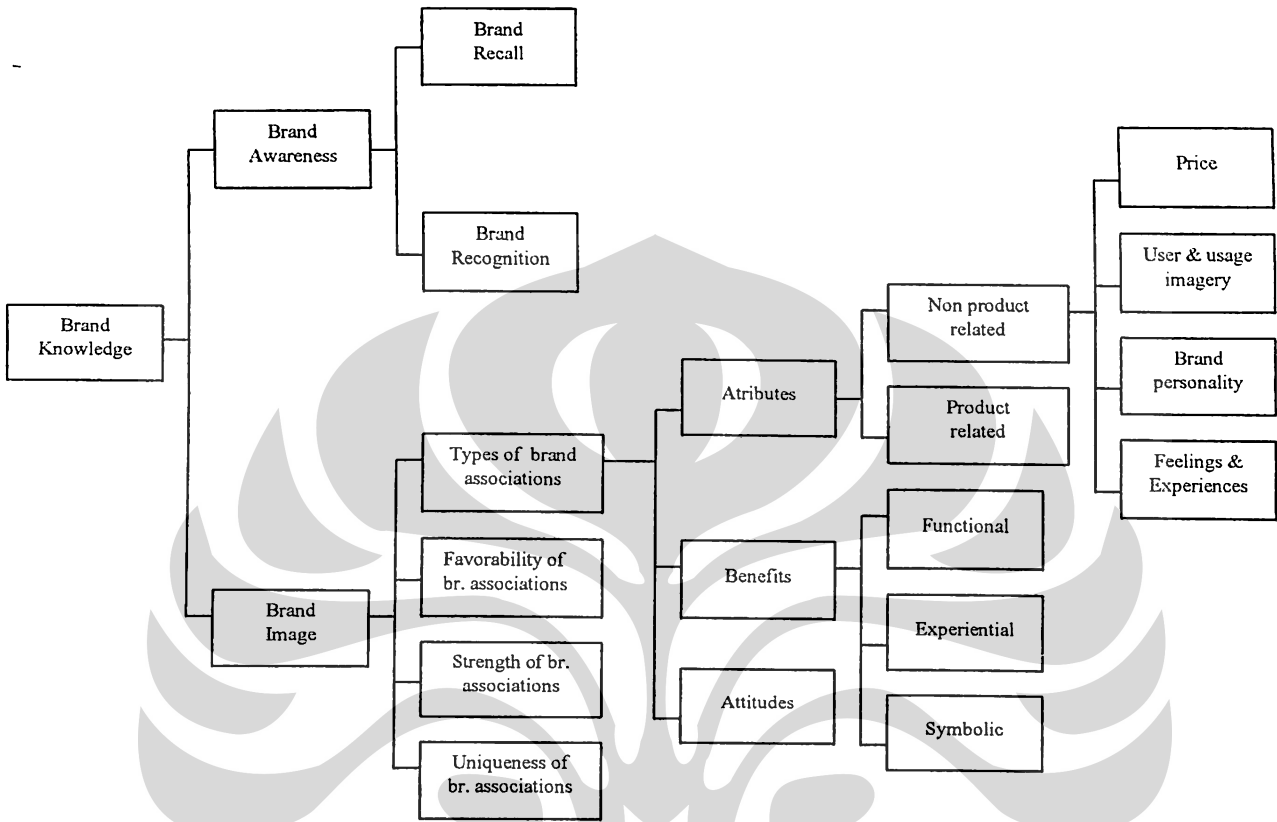 Brand
Recall
Brand
Awareness
Brand
Recognition
Brand
Knowledge
Brand
Image
Types of brand
associations
Favorability of
br. associations
Strength of br.
associations
Uniqueness of
br. associations
Atributes
Benefits
Attitudes
Non product
related
Product
related
Functional
Experiential
Symbolic
Price
User & usage
imagery
Brand
personality
Feelings &
Experiences